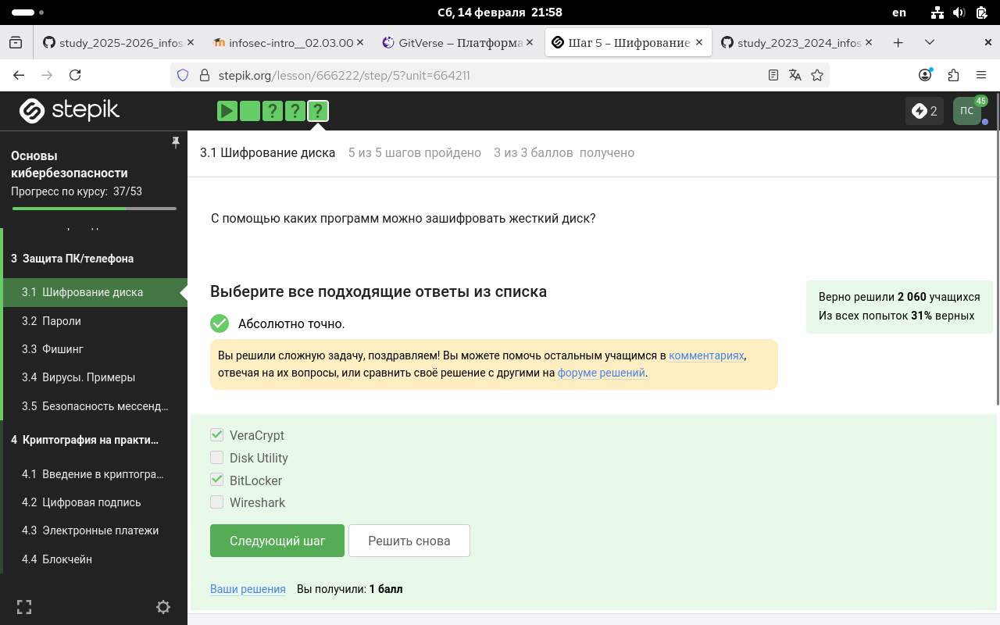 Сб, 14 февраля 21:58
en
study_2025-2026_infos
infosec-intro__02.03.00
GitVerse — Платформа
Шаг 5 – Шифрование
study_2023_2024_infos
stepik.org/lesson/666222/step/5?unit=664211
stepik
? ? ?
2
ПС
45
Основы
кибербезопасности
Прогресс по курсу: 37/53
3 Защита ПК/телефона
3.1 Шифрование диска
3.2 Пароли
3.3 Фишинг
3.4 Вирусы. Примеры
3.5 Безопасность мессенд...
4 Криптография на практи...
4.1 Введение в криптогра...
4.2 Цифровая подпись
4.3 Электронные платежи
4.4 Блокчейн
3.1 Шифрование диска 5 из 5 шагов пройдено 3 из 3 баллов получено
С помощью каких программ можно зашифровать жесткий диск?
Выберите все подходящие ответы из списка
Абсолютно точно.
Вы решили сложную задачу, поздравляем! Вы можете помочь остальным учащимся в комментариях,
отвечая на их вопросы, или сравнить своё решение с другими на форуме решений.
Верно решили 2 060 учащихся
Из всех попыток 31% верных
VeraCrypt
Disk Utility
BitLocker
Wireshark
Следующий шаг
Решить снова
Ваши решения Вы получили: 1 балл